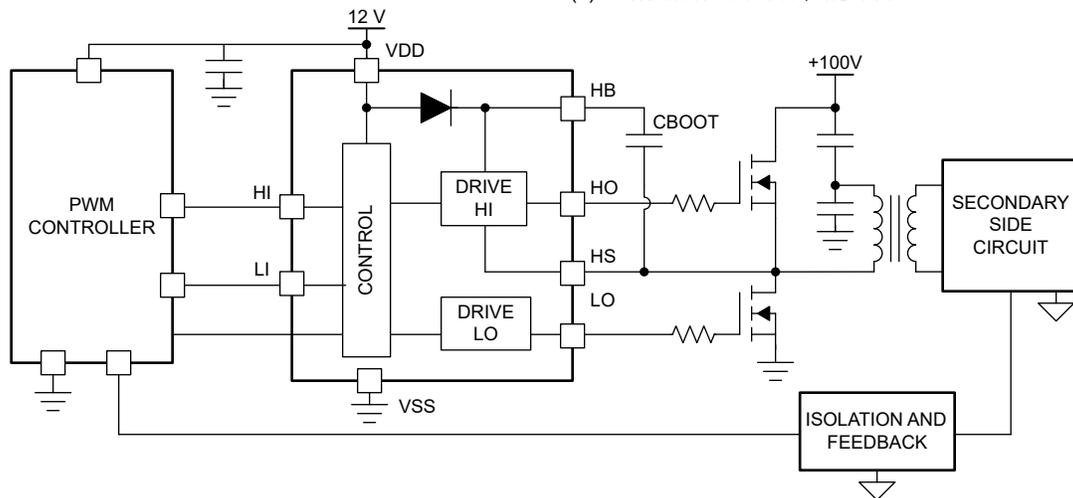 12 V
VDD
+100V
HB
CBOOT
HI
DRIVE
HI
HO
PWM
CONTROLLER
SECONDARY
SIDE
CIRCUIT
CONTROL
LI
HS
LO
DRIVE
LO
VSS
ISOLATION AND
FEEDBACK